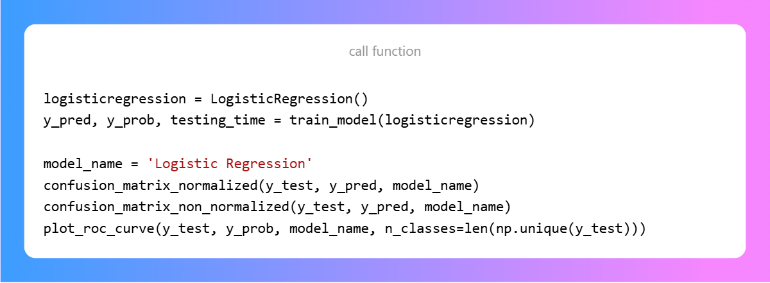 call function
logisticregression = LogisticRegression()
y_pred, y_prob, testing_time = train_model(logisticregression)
model_name = 'Logistic Regression'
confusion_matrix_normalized(y_test, y_pred, model_name)
confusion_matrix_non_normalized(y_test, y_pred, model_name)
plot_roc_curve(y_test, y_prob, model_name, n_classes=len(np.unique(y_test)))